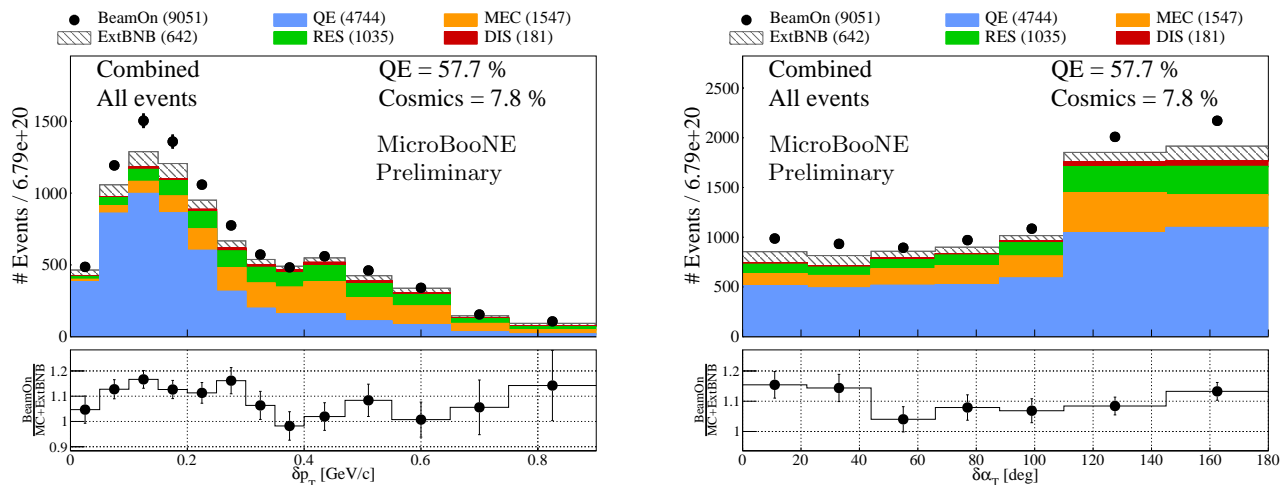 BeamOn (9051) QE (4744) MEC (1547)
ExtBNB (642) RES (1035) DIS (181)
Combined QE = 57.7 %
All events Cosmics = 7.8 %
MicroBooNE
Preliminary
# Events / 6.79e+20
1500
1000
500
0
BeamOn
MC+ExtBNB
1.2
1.1
1
0.9
0 0.2 0.4 0.6 0.8
δp_T [GeV/c]
BeamOn (9051) QE (4744) MEC (1547)
ExtBNB (642) RES (1035) DIS (181)
Combined QE = 57.7 %
All events Cosmics = 7.8 %
MicroBooNE
Preliminary
# Events / 6.79e+20
2500
2000
1500
1000
500
0
BeamOn
MC+ExtBNB
1.2
1.1
1
0 20 40 60 80 100 120 140 160 180
δα_T [deg]